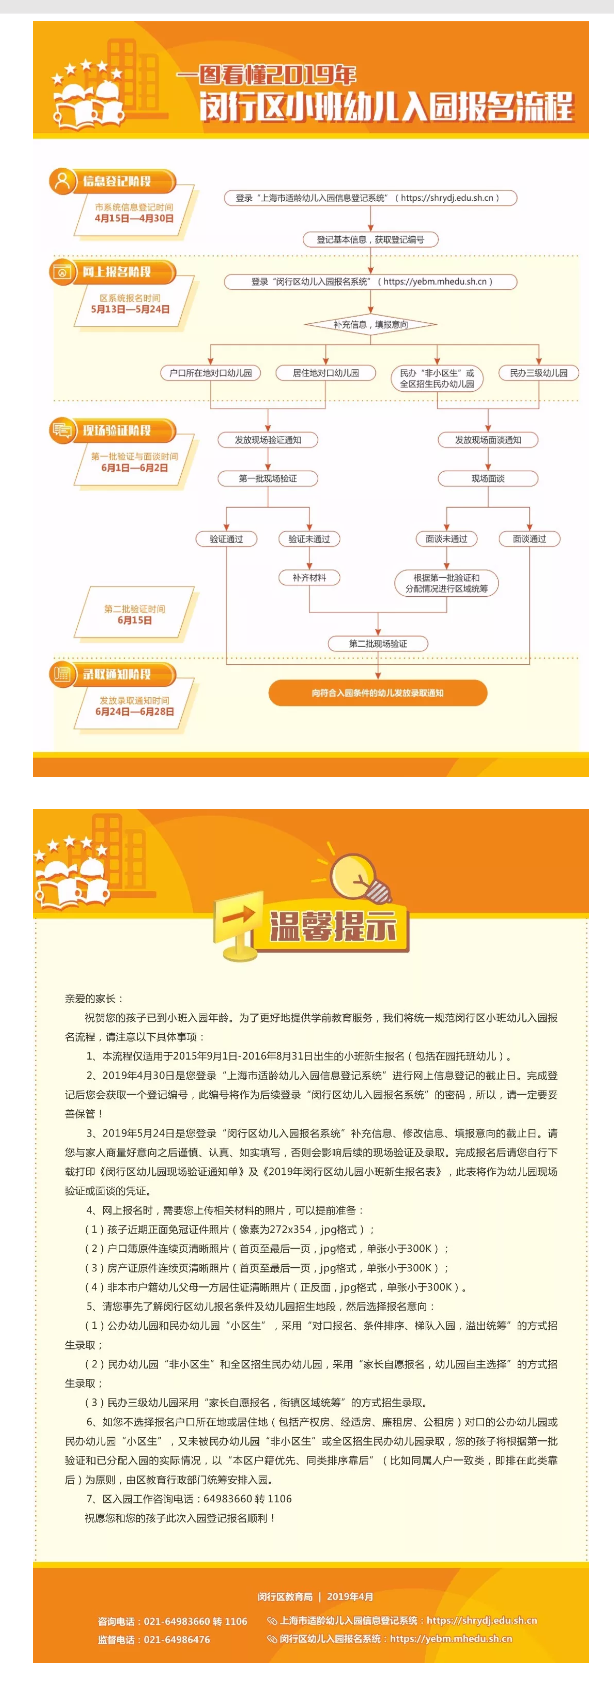 一图看懂2019年
闵行区小班幼儿入园报名流程
信息登记阶段
市系统信息登记时间
4月15日—4月30日
登录“上海市适龄幼儿入园信息登记系统”（https://shrydj.edu.sh.cn）
登记基本信息，获取登记编号
网上报名阶段
区系统报名时间
5月13日—5月24日
登录“闵行区幼儿入园报名系统”（https://yebm.mhedu.sh.cn）
补充信息，填报意向
户口所在地对口幼儿园
居住地对口幼儿园
民办“非小区生”或
全区招生民办幼儿园
民办三级幼儿园
现场验证阶段
第一批验证与面谈时间
6月1日—6月2日
发放现场验证通知
发放现场面谈通知
第一批现场验证
现场面谈
验证通过
验证未通过
面谈未通过
面谈通过
补齐材料
根据第一批验证和
分配情况进行区域统筹
第二批验证时间
6月15日
第二批现场验证
录取通知阶段
发放录取通知时间
6月24日—6月28日
向符合入园条件的幼儿发放录取通知
温馨提示
亲爱的家长：
祝贺您的孩子已到小班入园年龄。为了更好地提供学前教育服务，我们将统一规范闵行区小班幼儿入园报
名流程，请注意以下具体事项：
1、本流程仅适用于2015年9月1日-2016年8月31日出生的小班新生报名（包括在园托班幼儿）。
2、2019年4月30日是您登录“上海市适龄幼儿入园信息登记系统”进行网上信息登记的截止日。完成登
记后您会获取一个登记编号，此编号将作为后续登录“闵行区幼儿入园报名系统”的密码，所以，请一定要妥
善保管！
3、2019年5月24日是您登录“闵行区幼儿入园报名系统”补充信息、修改信息、填报意向的截止日。请
您与家人商量好意向之后谨慎、认真、如实填写，否则会影响后续的现场验证及录取。完成报名后请您自行下
载打印《闵行区幼儿园现场验证通知单》及《2019年闵行区幼儿园小班新生报名表》，此表将作为幼儿园现场
验证或面谈的凭证。
4、网上报名时，需要您上传相关材料的照片，可以提前准备：
（1）孩子近期正面免冠证件照片（像素为272x354，jpg格式）；
（2）户口簿原件连续页清晰照片（首页至最后一页，jpg格式，单张小于300K）；
（3）房产证原件连续页清晰照片（首页至最后一页，jpg格式，单张小于300K）；
（4）非本市户籍幼儿父母一方居住证清晰照片（正反面，jpg格式，单张小于300K）。
5、请您事先了解闵行区幼儿报名条件及幼儿园招生地段，然后选择报名意向：
（1）公办幼儿园和民办幼儿园“小区生”，采用“对口报名、条件排序、梯队入园，溢出统筹”的方式招
生录取；
（2）民办幼儿园“非小区生”和全区招生民办幼儿园，采用“家长自愿报名，幼儿园自主选择”的方式招
生录取；
（3）民办三级幼儿园采用“家长自愿报名，街镇区域统筹”的方式招生录取。
6、如您不选择报名户口所在地或居住地（包括产权房、经适房、廉租房、公租房）对口的公办幼儿园或
民办幼儿园“小区生”，又未被民办幼儿园“非小区生”或全区招生民办幼儿园录取，您的孩子将根据第一批
验证和已分配入园的实际情况，以“本区户籍优先、同类排序靠后”（比如同属人户一致类，即排在此类靠
后）为原则，由区教育行政部门统筹安排入园。
7、区入园工作咨询电话：64983660 转 1106
祝愿您和您的孩子此次入园登记报名顺利！
闵行区教育局 | 2019年4月
咨询电话：021-64983660 转 1106
上海市适龄幼儿入园信息登记系统：https://shrydj.edu.sh.cn
监督电话：021-64986476
闵行区幼儿入园报名系统：https://yebm.mhedu.sh.cn